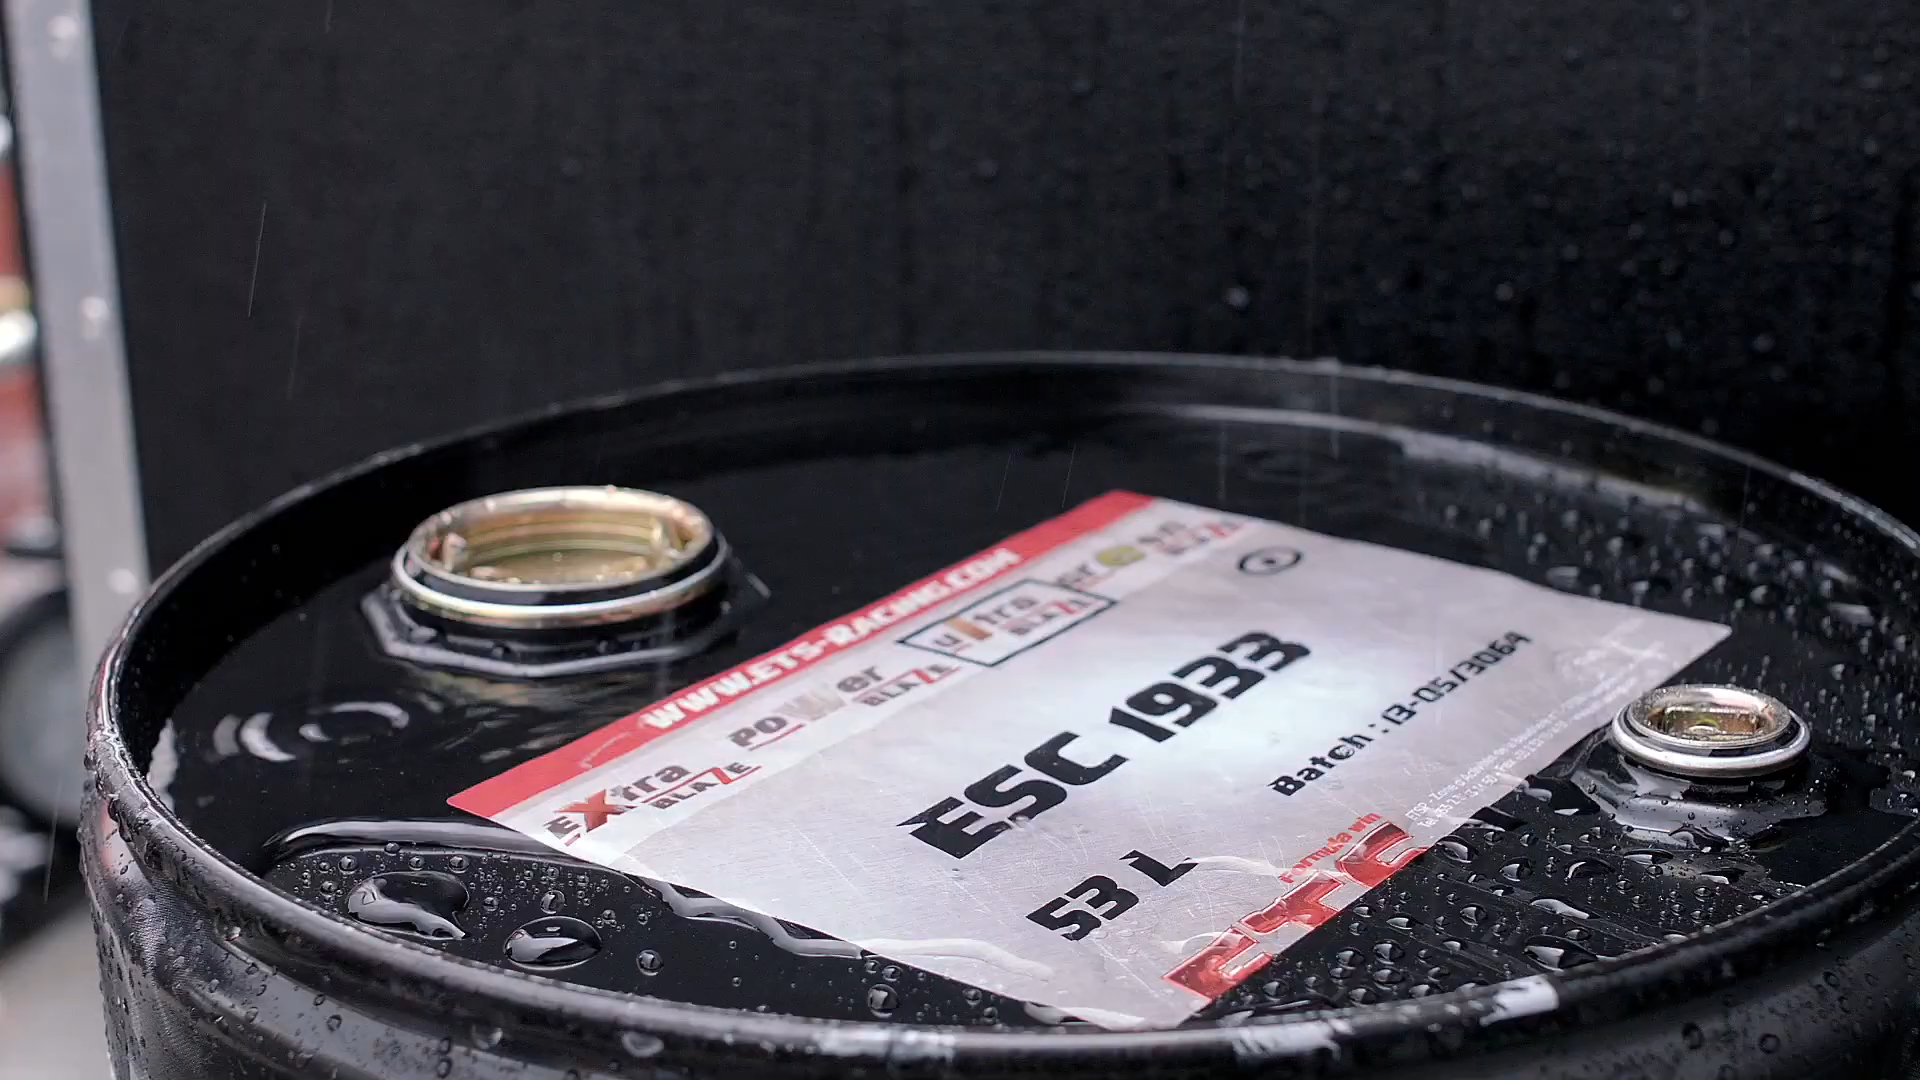 WWW.ETS-RACING.COM
EXtra BLAZE
poWer BLAZE
ultra BLAZE
ESC 1933
Batch : 13-05/3064
53 L
Formula win